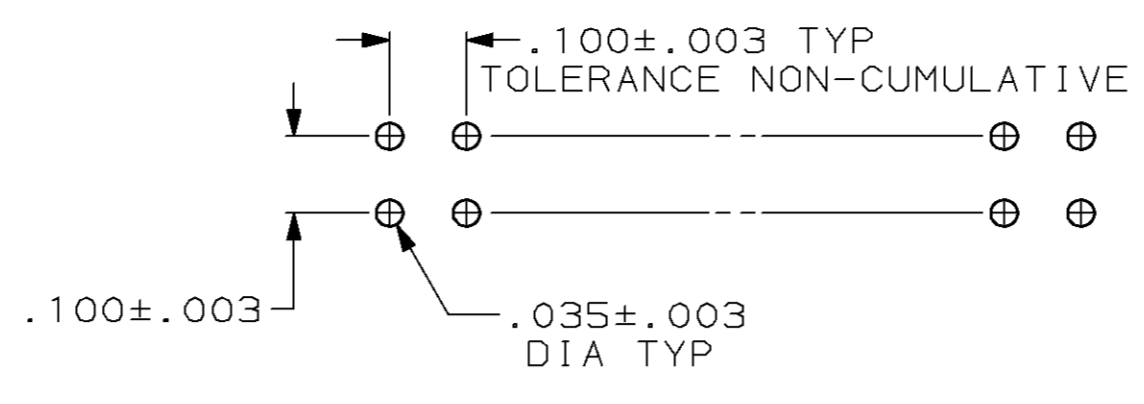 .100±.003 TYP
TOLERANCE NON-CUMULATIVE
.100±.003
.035±.003
DIA TYP